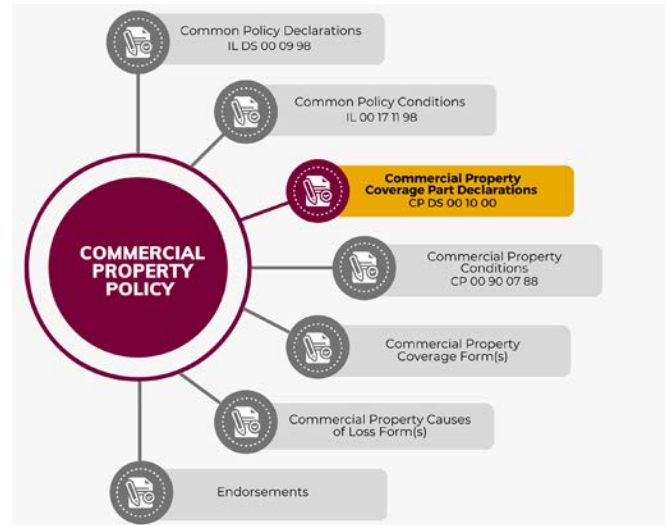 Common Policy Declarations
IL DS 00 09 98
Common Policy Conditions
IL 00 17 11 98
Commercial Property
Coverage Part Declarations
CP DS 00 10 00
COMMERCIAL
PROPERTY
POLICY
Commercial Property
Conditions
CP 00 90 07 88
Commercial Property
Coverage Form(s)
Commercial Property Causes
of Loss Form(s)
Endorsements